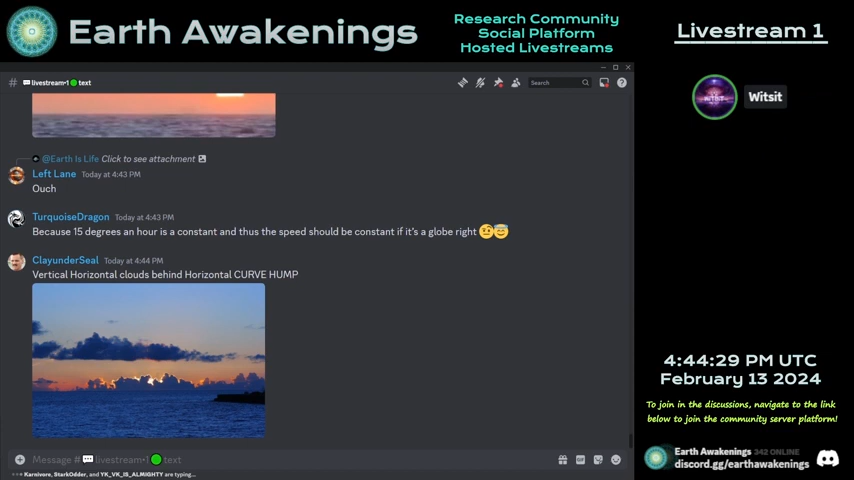 Earth Awakenings
Research Community
Social Platform
Hosted Livestreams
Livestream 1
# livestream-1 text
Search
WITSIT
Witsit
@Earth Is Life Click to see attachment
Left Lane Today at 4:43 PM
Ouch
TurquoiseDragon Today at 4:43 PM
Because 15 degrees an hour is a constant and thus the speed should be constant if it's a globe right
ClayunderSeal Today at 4:44 PM
Vertical Horizontal clouds behind Horizontal CURVE HUMP
4:44:29 PM UTC
February 13 2024
To join in the discussions, navigate to the link
below to join the community server platform!
Message # livestream-1 text
GIF
Karnivore, StarkOdder, and YK_VK_IS_ALMIGHTY are typing...
Earth Awakenings 342 ONLINE
discord.gg/earthawakenings